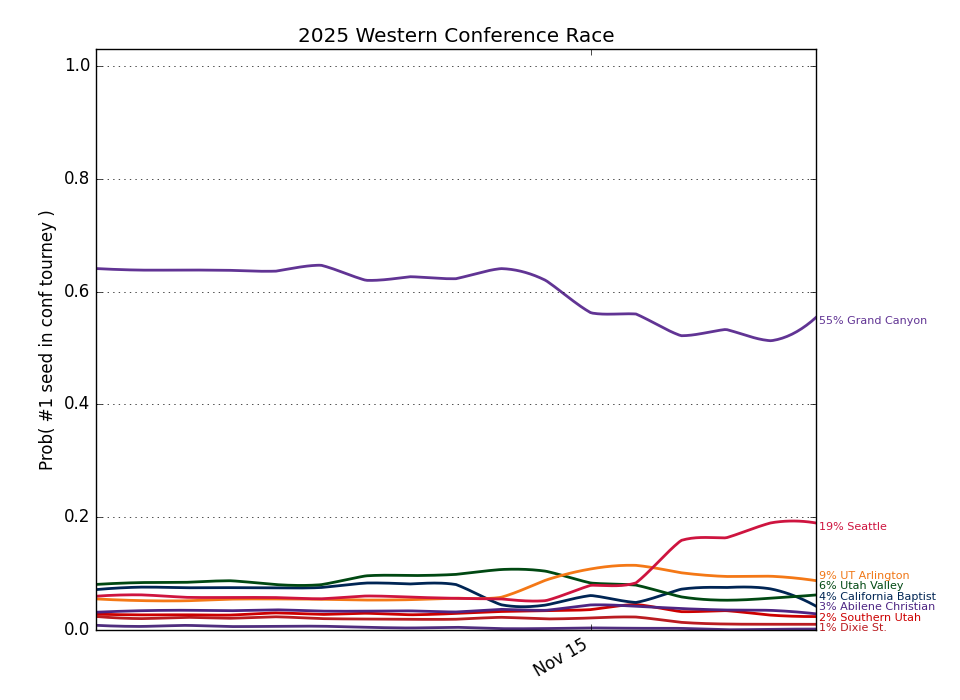 2025 Western Conference Race
1.0
0.8
0.6
0.4
0.2
0.0
Prob( #1 seed in conf tourney )
Nov 15
55% Grand Canyon
19% Seattle
9% UT Arlington
6% Utah Valley
4% California Baptist
3% Abilene Christian
2% Southern Utah
1% Dixie St.